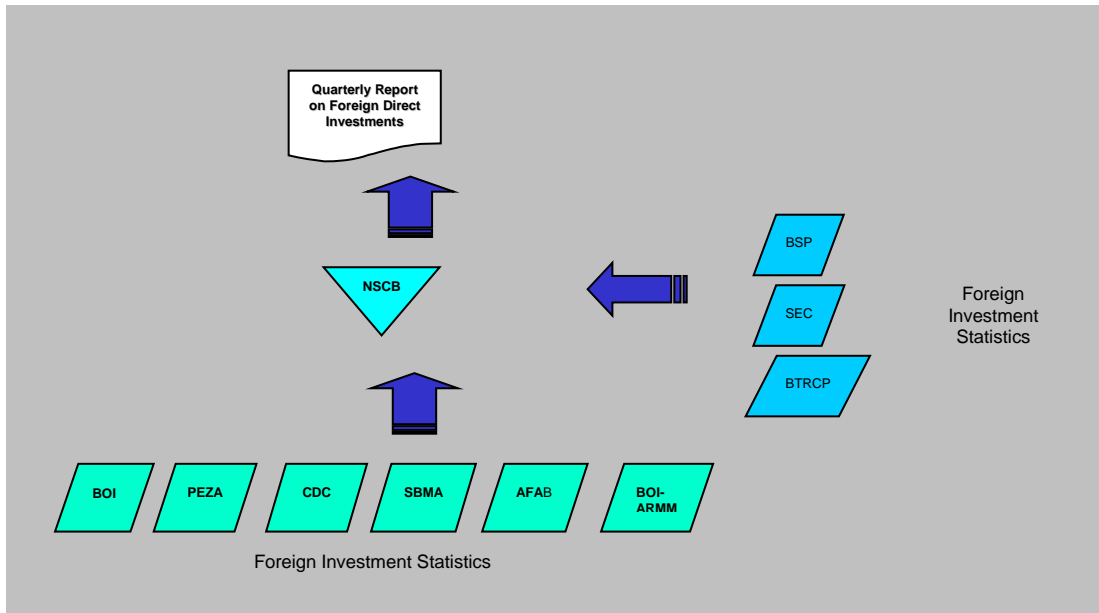 Quarterly Report
on Foreign Direct
Investments
BSP
NSCB
SEC
Foreign
Investment
Statistics
BTRCP
BOI
PEZA
CDC
SBMA
AFAB
BOI-
ARMM
Foreign Investment Statistics